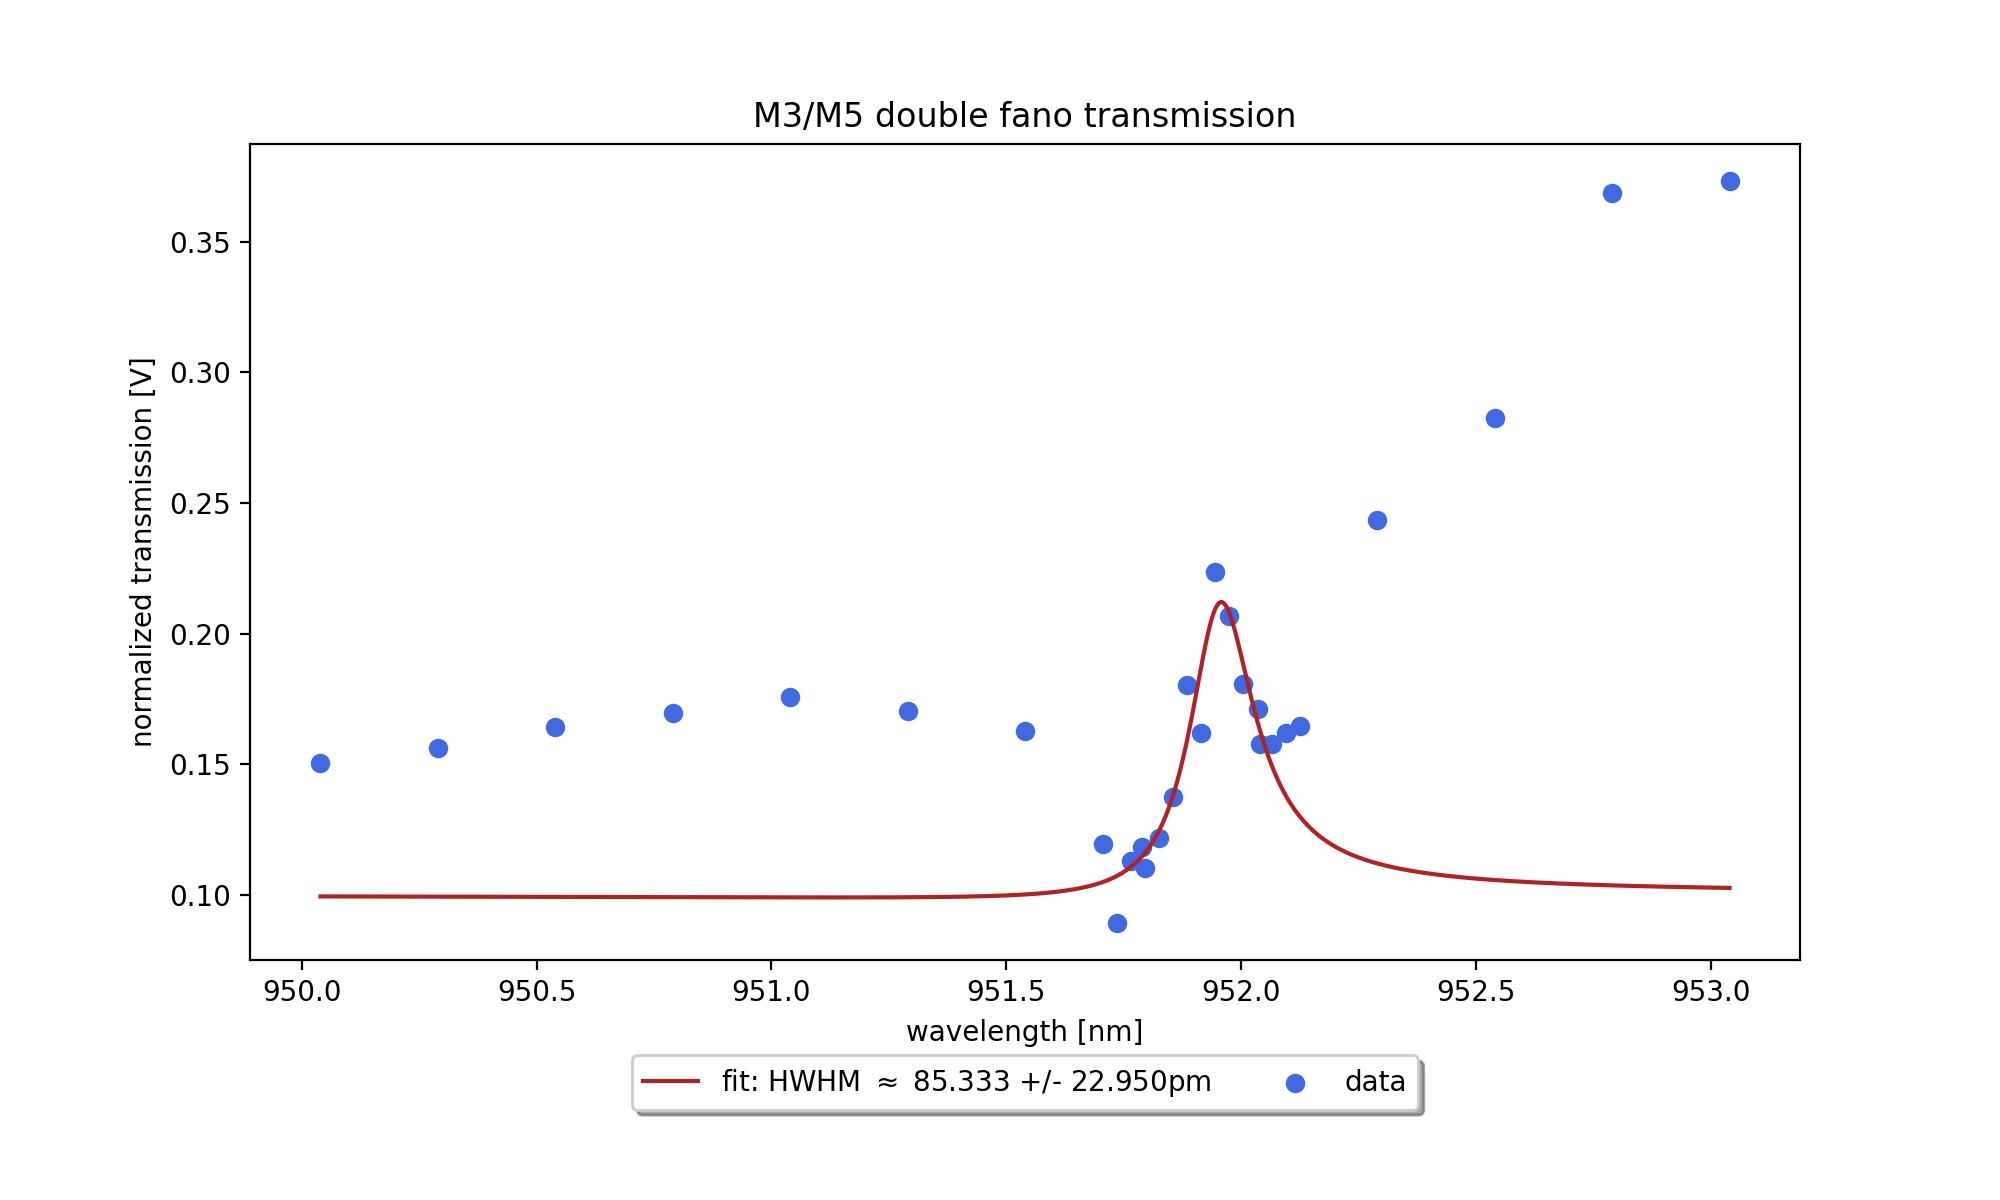 M3/M5 double fano transmission
normalized transmission [V]
0.35
0.30
0.25
0.20
0.15
0.10
950.0 950.5 951.0 951.5 952.0 952.5 953.0
wavelength [nm]
fit: HWHM ≈ 85.333 +/- 22.950pm data